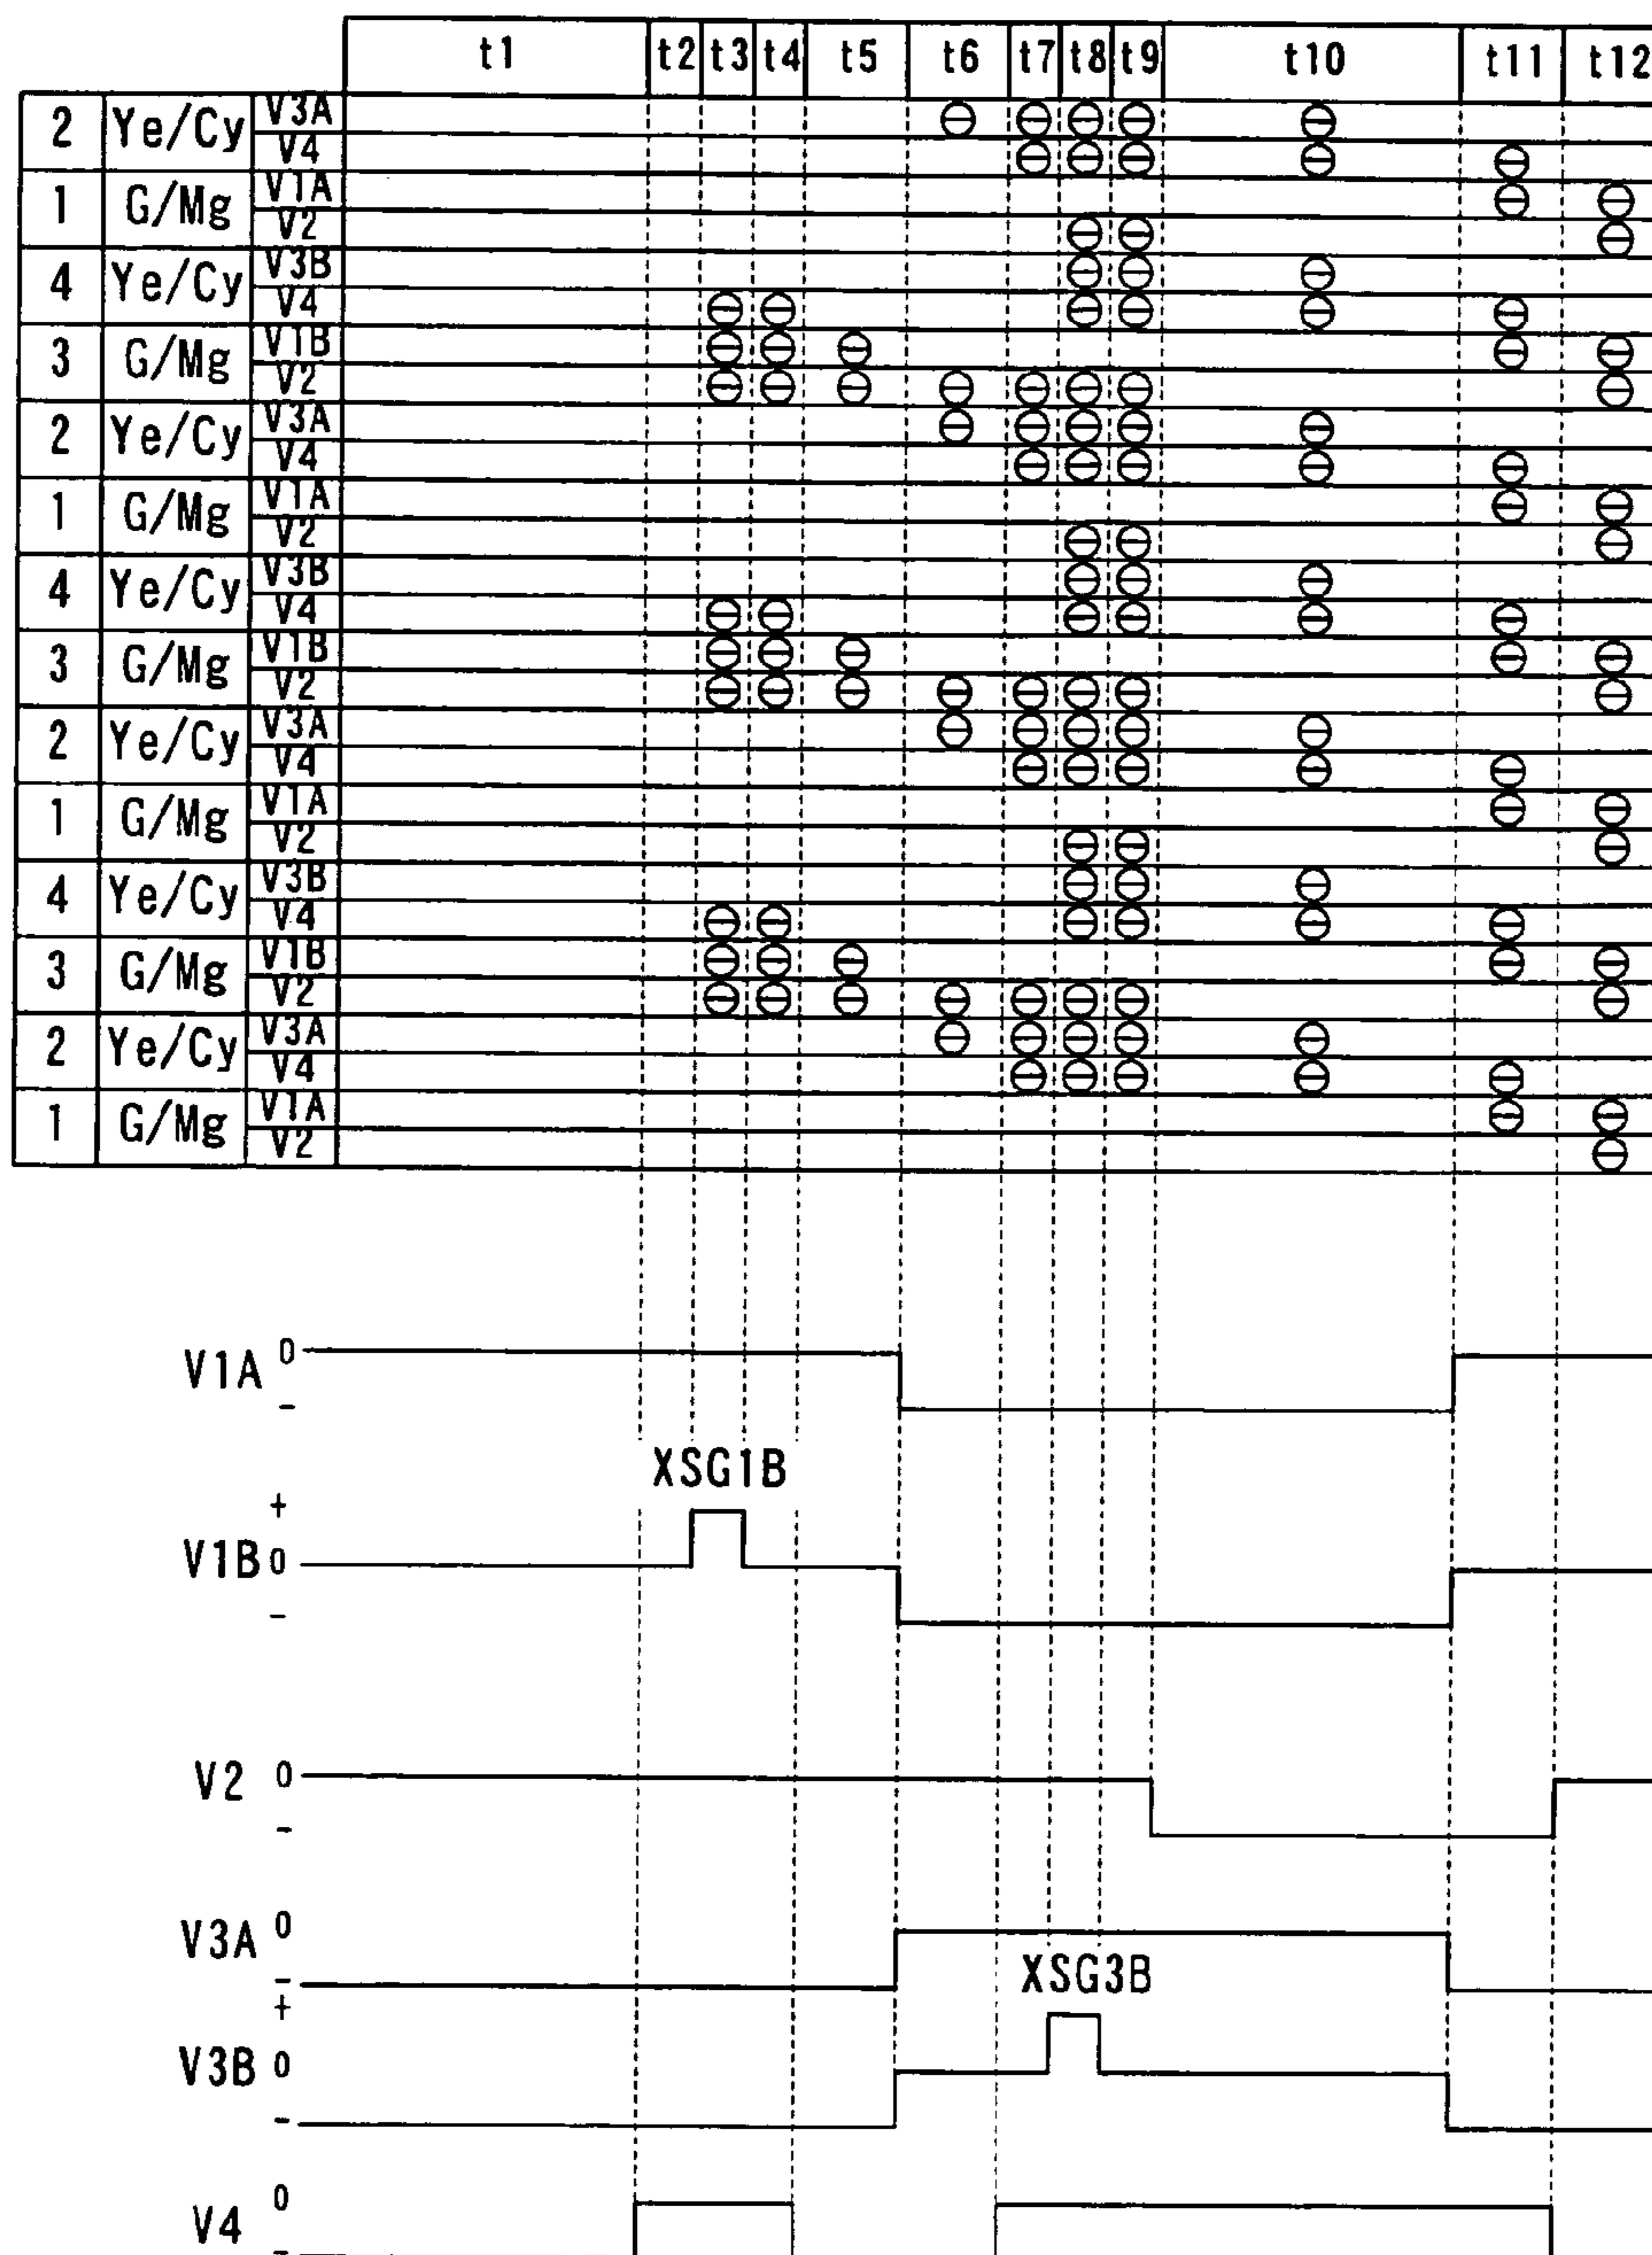 t1 t2 t3 t4 t5 t6 t7 t8 t9 t10 t11 t12
2 Ye/Cy V3A
V4
1 G/Mg V1A
V2
4 Ye/Cy V3B
V4
3 G/Mg V1B
V2
2 Ye/Cy V3A
V4
1 G/Mg V1A
V2
4 Ye/Cy V3B
V4
3 G/Mg V1B
V2
2 Ye/Cy V3A
V4
1 G/Mg V1A
V2
4 Ye/Cy V3B
V4
3 G/Mg V1B
V2
2 Ye/Cy V3A
V4
1 G/Mg V1A
V2
V1A 0
-
XSG1B
+
V1B 0
-
V2 0
-
V3A 0
-
XSG3B
+
V3B 0
-
V4 0
-